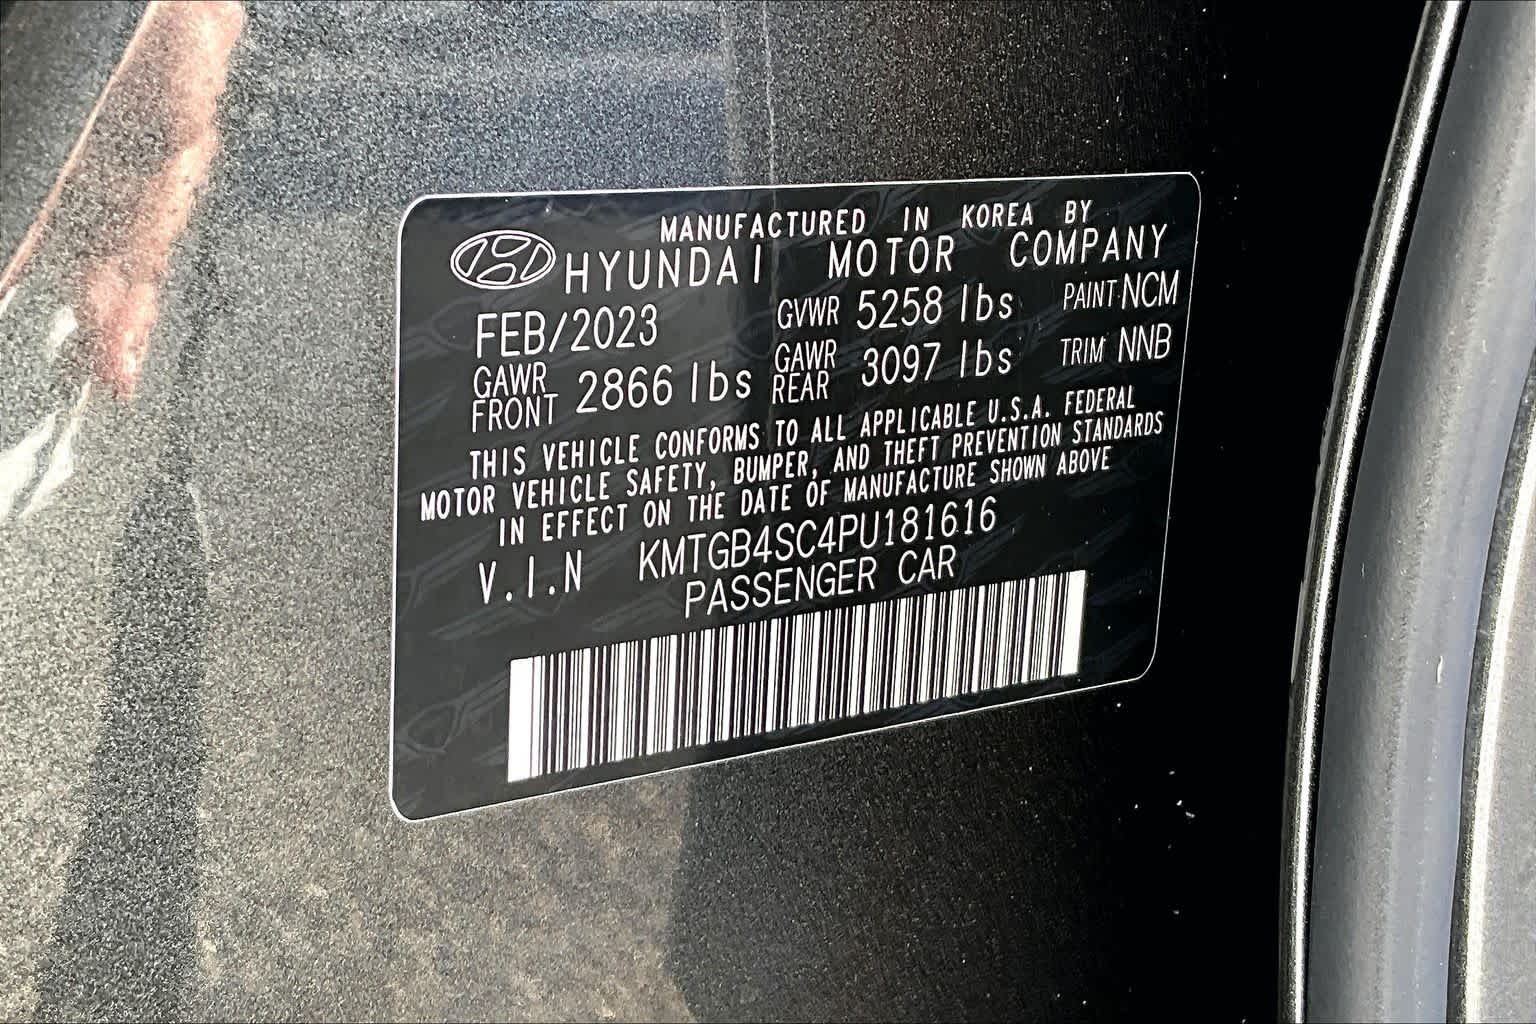 MANUFACTURED IN KOREA BY
HYUNDAI MOTOR COMPANY
FEB/2023 GVWR 5258 lbs PAINT NCM
GAWR FRONT 2866 lbs GAWR REAR 3097 lbs TRIM NNB
THIS VEHICLE CONFORMS TO ALL APPLICABLE U.S.A. FEDERAL
MOTOR VEHICLE SAFETY, BUMPER, AND THEFT PREVENTION STANDARDS
IN EFFECT ON THE DATE OF MANUFACTURE SHOWN ABOVE
V.I.N KMTGB4SC4PU181616
PASSENGER CAR